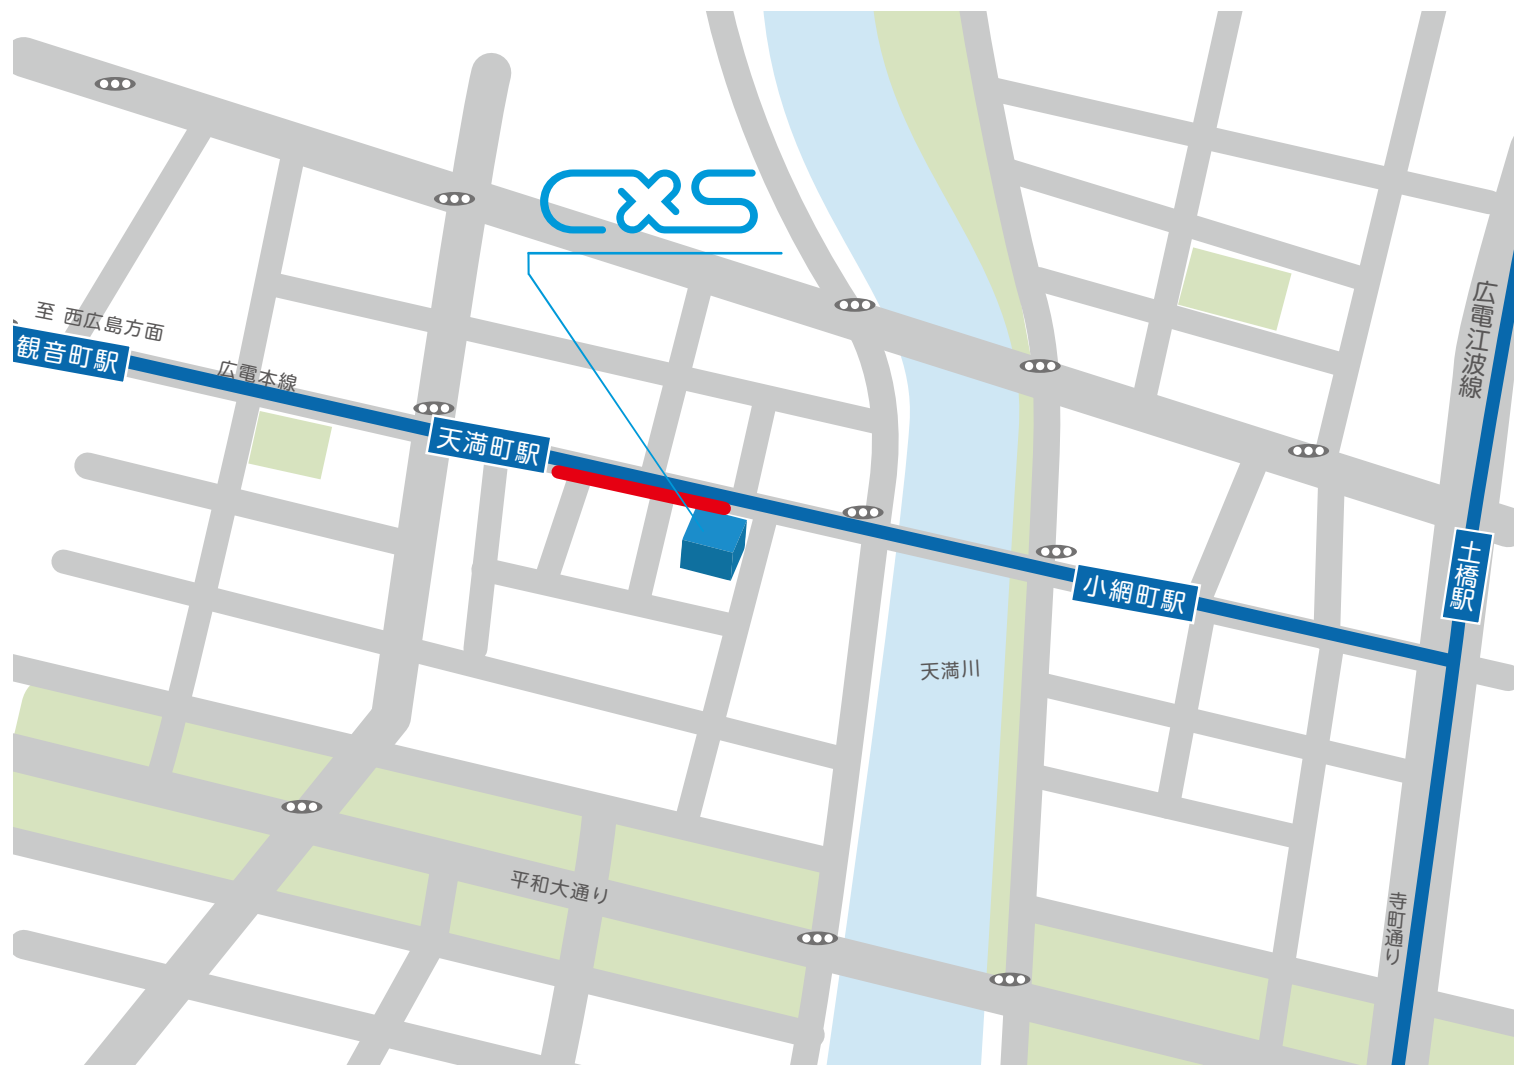 CXS
至 西広島方面
観音町駅
広電本線
天満町駅
広電江波線
土橋駅
小網町駅
天満川
平和大通り
寺町通り